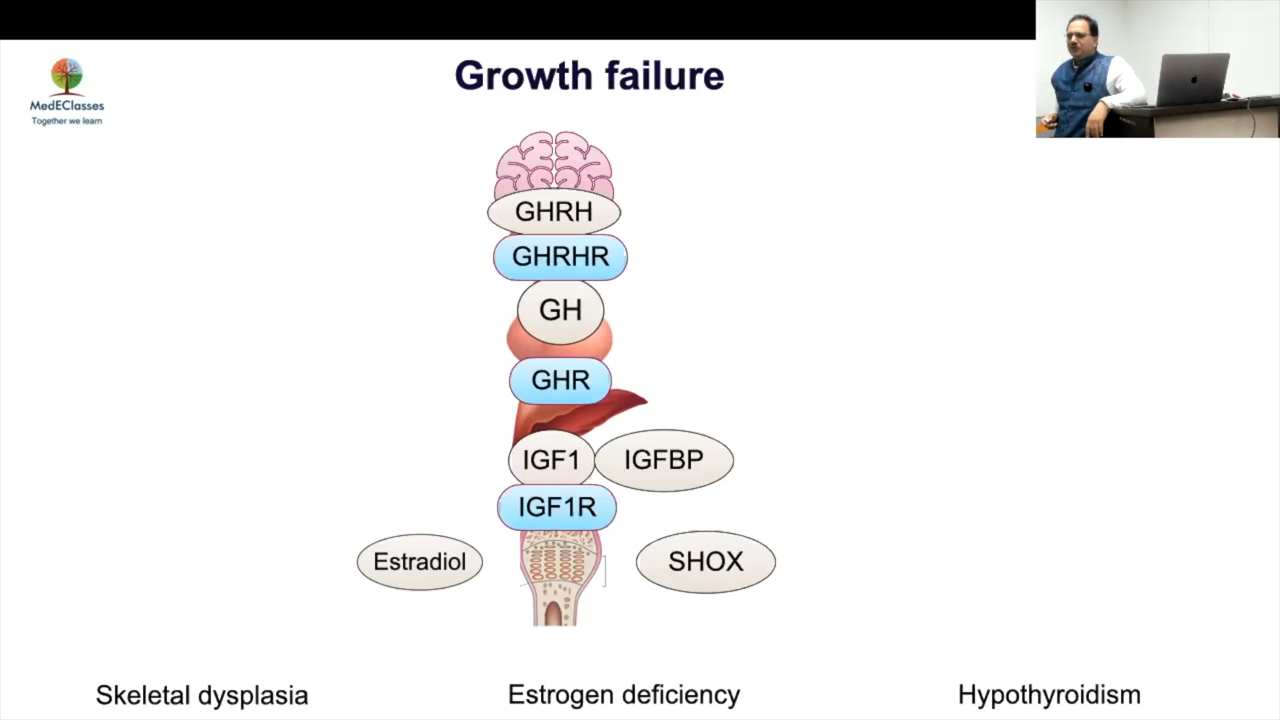 Growth failure
MedEClasses
Together we learn
GHRH
GHRHR
GH
GHR
IGF1
IGFBP
IGF1R
Estradiol
SHOX
Skeletal dysplasia
Estrogen deficiency
Hypothyroidism